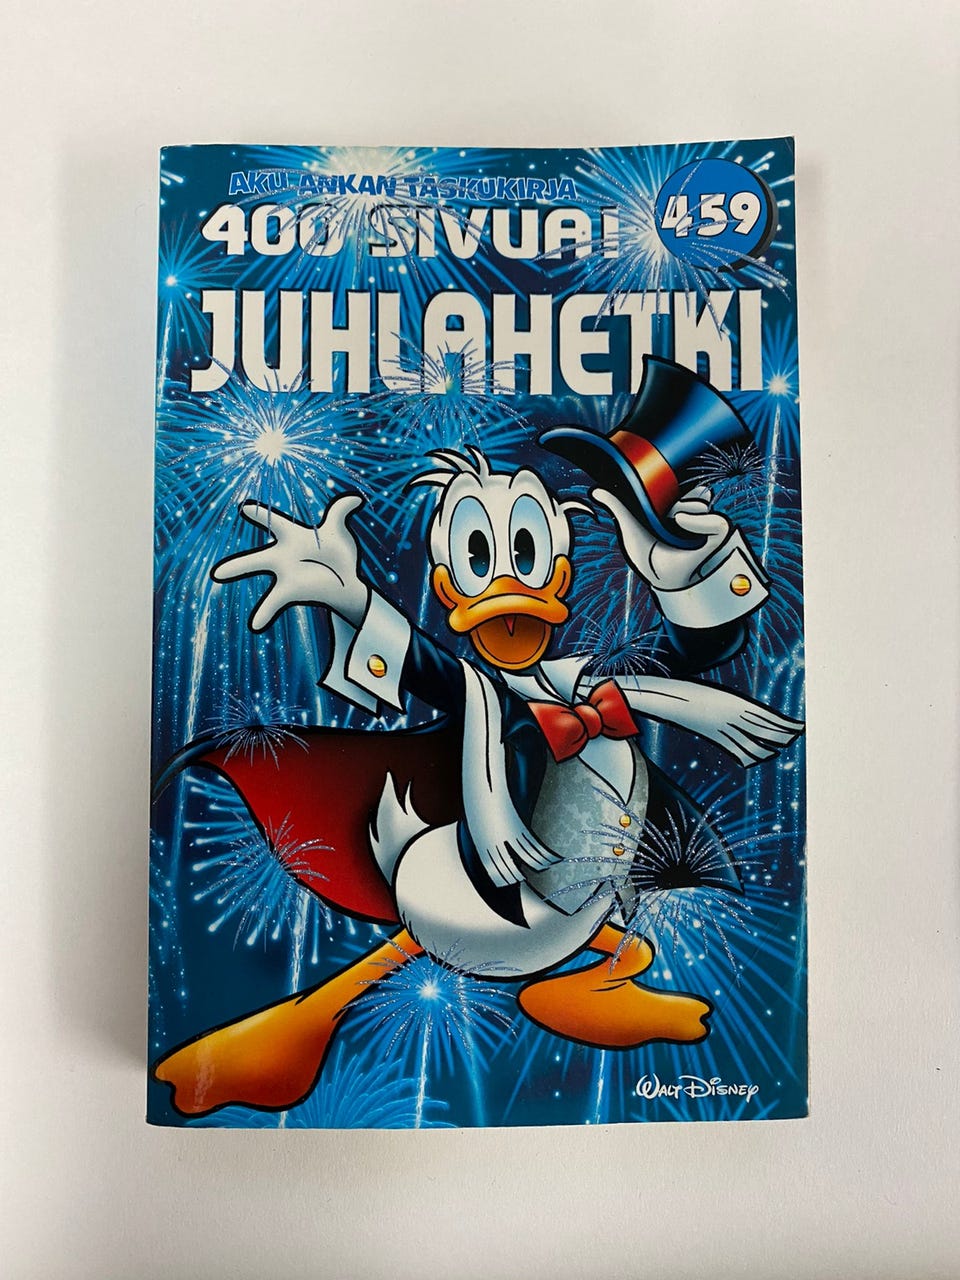 AKU ANKAN TASKUKIRJA
400 SIVUA!
459
JUHLAHETKI
WALT DISNEY